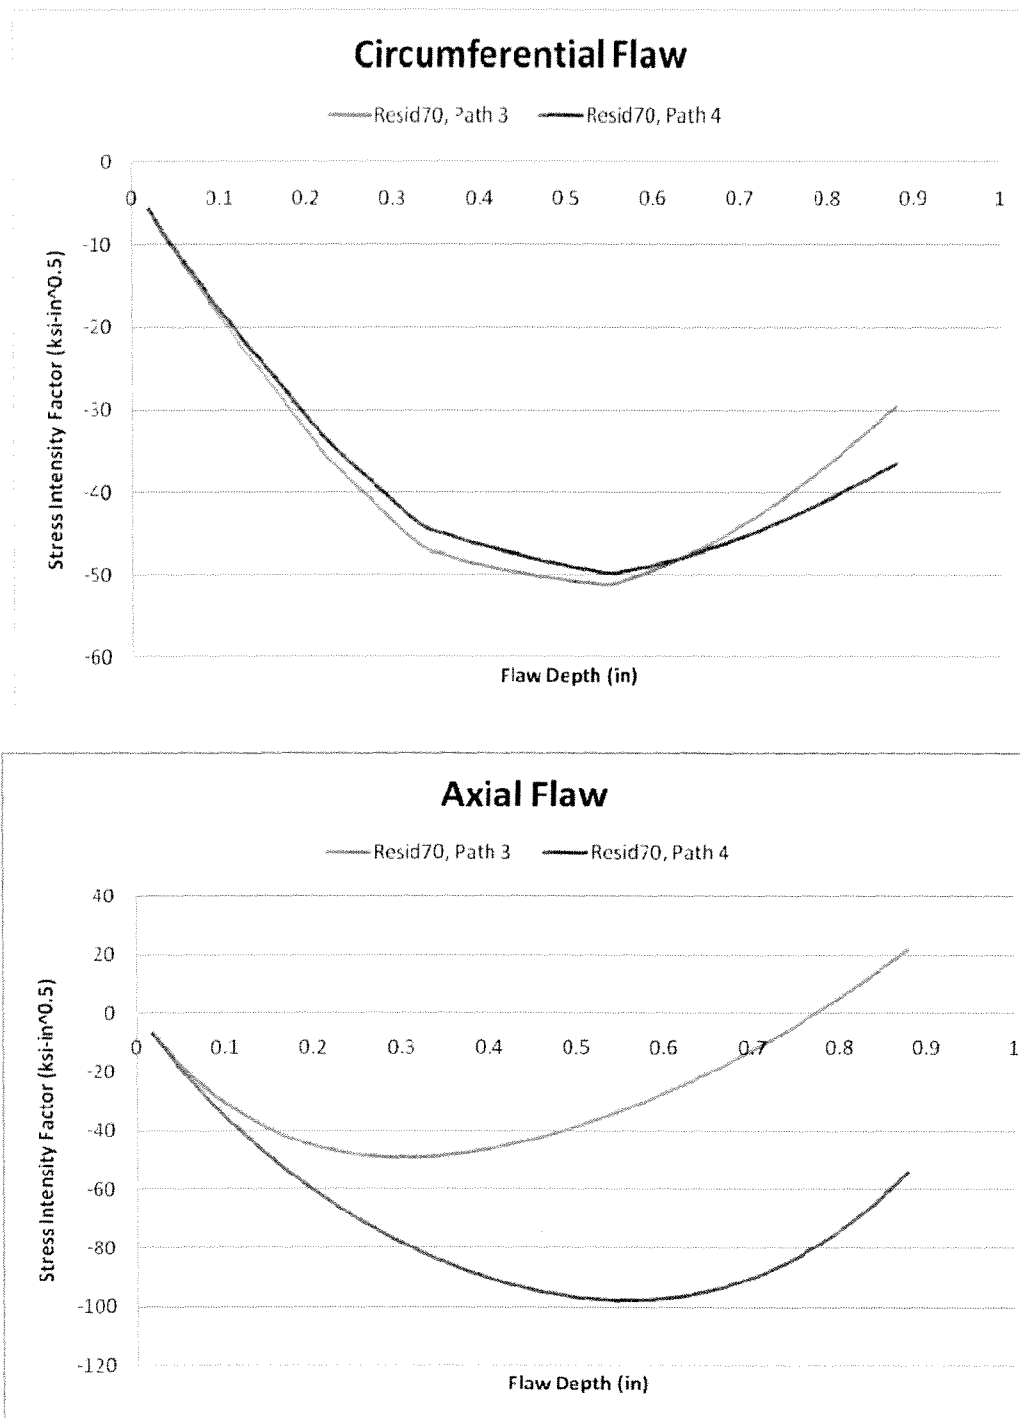 Circumferential Flaw
Resid70, Path 3 Resid70, Path 4
0
0 0.1 0.2 0.3 0.4 0.5 0.6 0.7 0.8 0.9 1
-10
-20
-30
-40
-50
-60
Stress Intensity Factor (ksi-in^0.5)
Flaw Depth (in)
Axial Flaw
Resid70, Path 3 Resid70, Path 4
40
20
0
0 0.1 0.2 0.3 0.4 0.5 0.6 0.7 0.8 0.9 1
-20
-40
-60
-80
-100
-120
Stress Intensity Factor (ksi-in^0.5)
Flaw Depth (in)